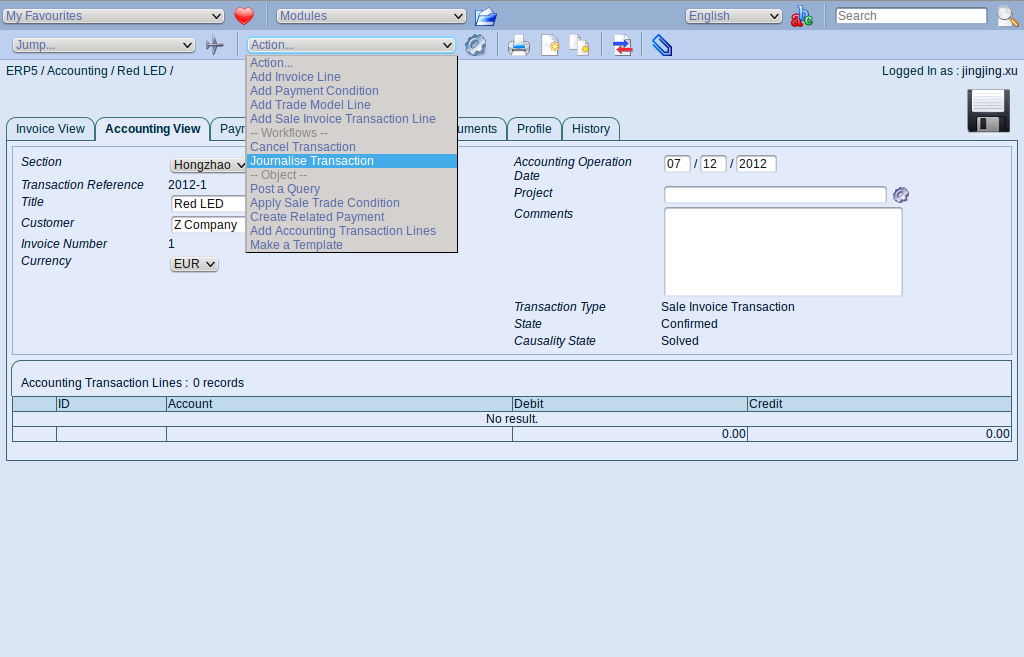 My Favourites Modules English Search
Jump... Action...
ERP5 / Accounting / Red LED / Logged In as : jingjing.xu
Action...
Add Invoice Line
Add Payment Condition
Add Trade Model Line
Add Sale Invoice Transaction Line
-- Workflows --
Cancel Transaction
Journalise Transaction
-- Object --
Post a Query
Apply Sale Trade Condition
Create Related Payment
Add Accounting Transaction Lines
Make a Template
Invoice View Accounting View Payr uments Profile History
Section Hongzhao
Transaction Reference 2012-1
Title Red LED
Customer Z Company
Invoice Number 1
Currency EUR
Accounting Operation Date 07 / 12 / 2012
Project
Comments
Transaction Type Sale Invoice Transaction
State Confirmed
Causality State Solved
Accounting Transaction Lines : 0 records
ID Account Debit Credit
No result.
0.00 0.00
abc